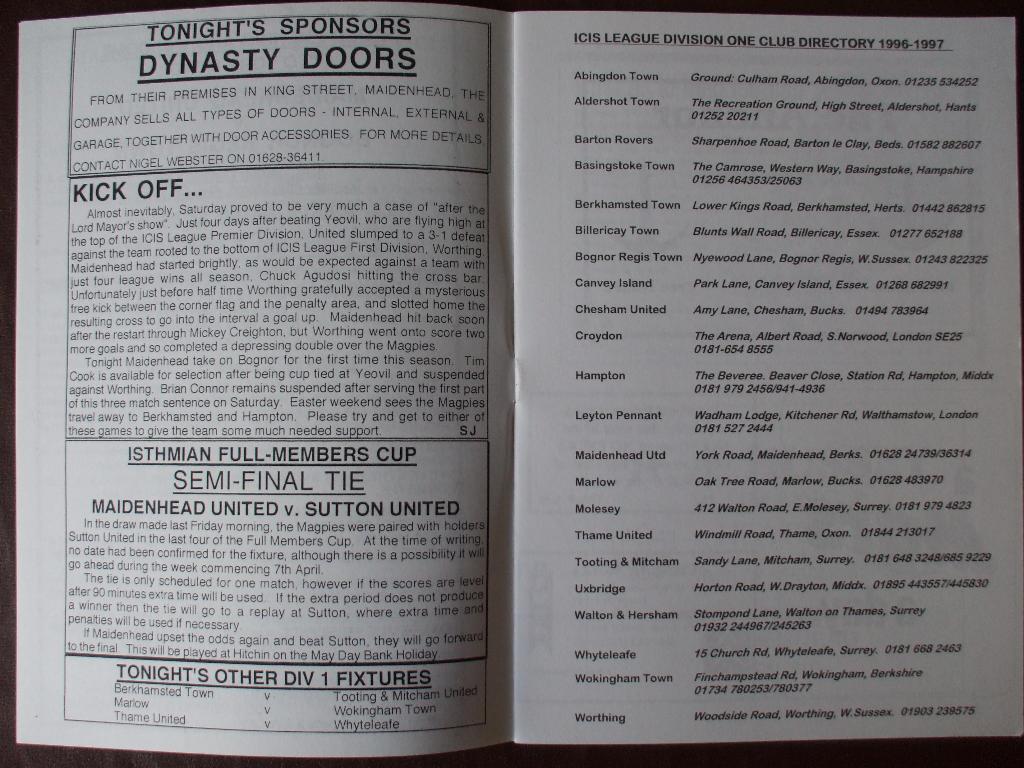 TONIGHT'S SPONSORS
DYNASTY DOORS
FROM THEIR PREMISES IN KING STREET, MAIDENHEAD, THE
COMPANY SELLS ALL TYPES OF DOORS - INTERNAL, EXTERNAL &
GARAGE, TOGETHER WITH DOOR ACCESSORIES. FOR MORE DETAILS
CONTACT NIGEL WEBSTER ON 01628-36411
KICK OFF...
Almost inevitably, Saturday proved to be very much a case of "after the
Lord Mayor's show". Just four days after beating Yeovil, who are flying high at
the top of the ICIS League Premier Division, United slumped to a 3-1 defeat
against the team rooted to the bottom of ICIS League First Division, Worthing.
Maidenhead had started brightly, as would be expected against a team with
just four league wins all season, Chuck Agudosi hitting the cross bar.
Unfortunately just before half time Worthing gratefully accepted a mysterious
free kick between the corner flag and the penalty area, and slotted home the
resulting cross to go into the interval a goal up. Maidenhead hit back soon
after the restart through Mickey Creighton, but Worthing went onto score two
more goals and so completed a depressing double over the Magpies.
Tonight Maidenhead take on Bognor for the first time this season. Tim
Cook is available for selection after being cup tied at Yeovil and suspended
against Worthing. Brian Connor remains suspended after serving the first part
of this three match sentence on Saturday. Easter weekend sees the Magpies
travel away to Berkhamsted and Hampton. Please try and get to either of
these games to give the team some much needed support. SJ
ISTHMIAN FULL-MEMBERS CUP
SEMI-FINAL TIE
MAIDENHEAD UNITED v. SUTTON UNITED
In the draw made last Friday morning, the Magpies were paired with holders
Sutton United in the last four of the Full Members Cup. At the time of writing,
no date had been confirmed for the fixture, although there is a possibility it will
go ahead during the week commencing 7th April.
The tie is only scheduled for one match, however if the scores are level
after 90 minutes extra time will be used. If the extra period does not produce
a winner then the tie will go to a replay at Sutton, where extra time and
penalties will be used if necessary.
If Maidenhead upset the odds again and beat Sutton, they will go forward
to the final. This will be played at Hitchin on the May Day Bank Holiday.
TONIGHT'S OTHER DIV 1 FIXTURES
Berkhamsted Town v Tooting & Mitcham United
Marlow v Wokingham Town
Thame United v Whyteleafe
ICIS LEAGUE DIVISION ONE CLUB DIRECTORY 1996-1997
Abingdon Town Ground: Culham Road, Abingdon, Oxon. 01235 534252
Aldershot Town The Recreation Ground, High Street, Aldershot, Hants
01252 20211
Barton Rovers Sharpenhoe Road, Barton le Clay, Beds. 01582 882607
Basingstoke Town The Camrose, Western Way, Basingstoke, Hampshire
01256 464353/25063
Berkhamsted Town Lower Kings Road, Berkhamsted, Herts. 01442 862815
Billericay Town Blunts Wall Road, Billericay, Essex. 01277 652188
Bognor Regis Town Nyewood Lane, Bognor Regis, W.Sussex. 01243 822325
Canvey Island Park Lane, Canvey Island, Essex. 01268 682991
Chesham United Amy Lane, Chesham, Bucks. 01494 783964
Croydon The Arena, Albert Road, S.Norwood, London SE25
0181-654 8555
Hampton The Beveree. Beaver Close, Station Rd, Hampton, Middx
0181 979 2456/941-4936
Leyton Pennant Wadham Lodge, Kitchener Rd, Walthamstow, London
0181 527 2444
Maidenhead Utd York Road, Maidenhead, Berks. 01628 24739/36314
Marlow Oak Tree Road, Marlow, Bucks. 01628 483970
Molesey 412 Walton Road, E.Molesey, Surrey. 0181 979 4823
Thame United Windmill Road, Thame, Oxon. 01844 213017
Tooting & Mitcham Sandy Lane, Mitcham, Surrey. 0181 648 3248/685 9229
Uxbridge Horton Road, W.Drayton, Middx. 01895 443557/445830
Walton & Hersham Stompond Lane, Walton on Thames, Surrey
01932 244967/245263
Whyteleafe 15 Church Rd, Whyteleafe, Surrey. 0181 668 2463
Wokingham Town Finchampstead Rd, Wokingham, Berkshire
01734 780253/780377
Worthing Woodside Road, Worthing, W.Sussex. 01903 239575